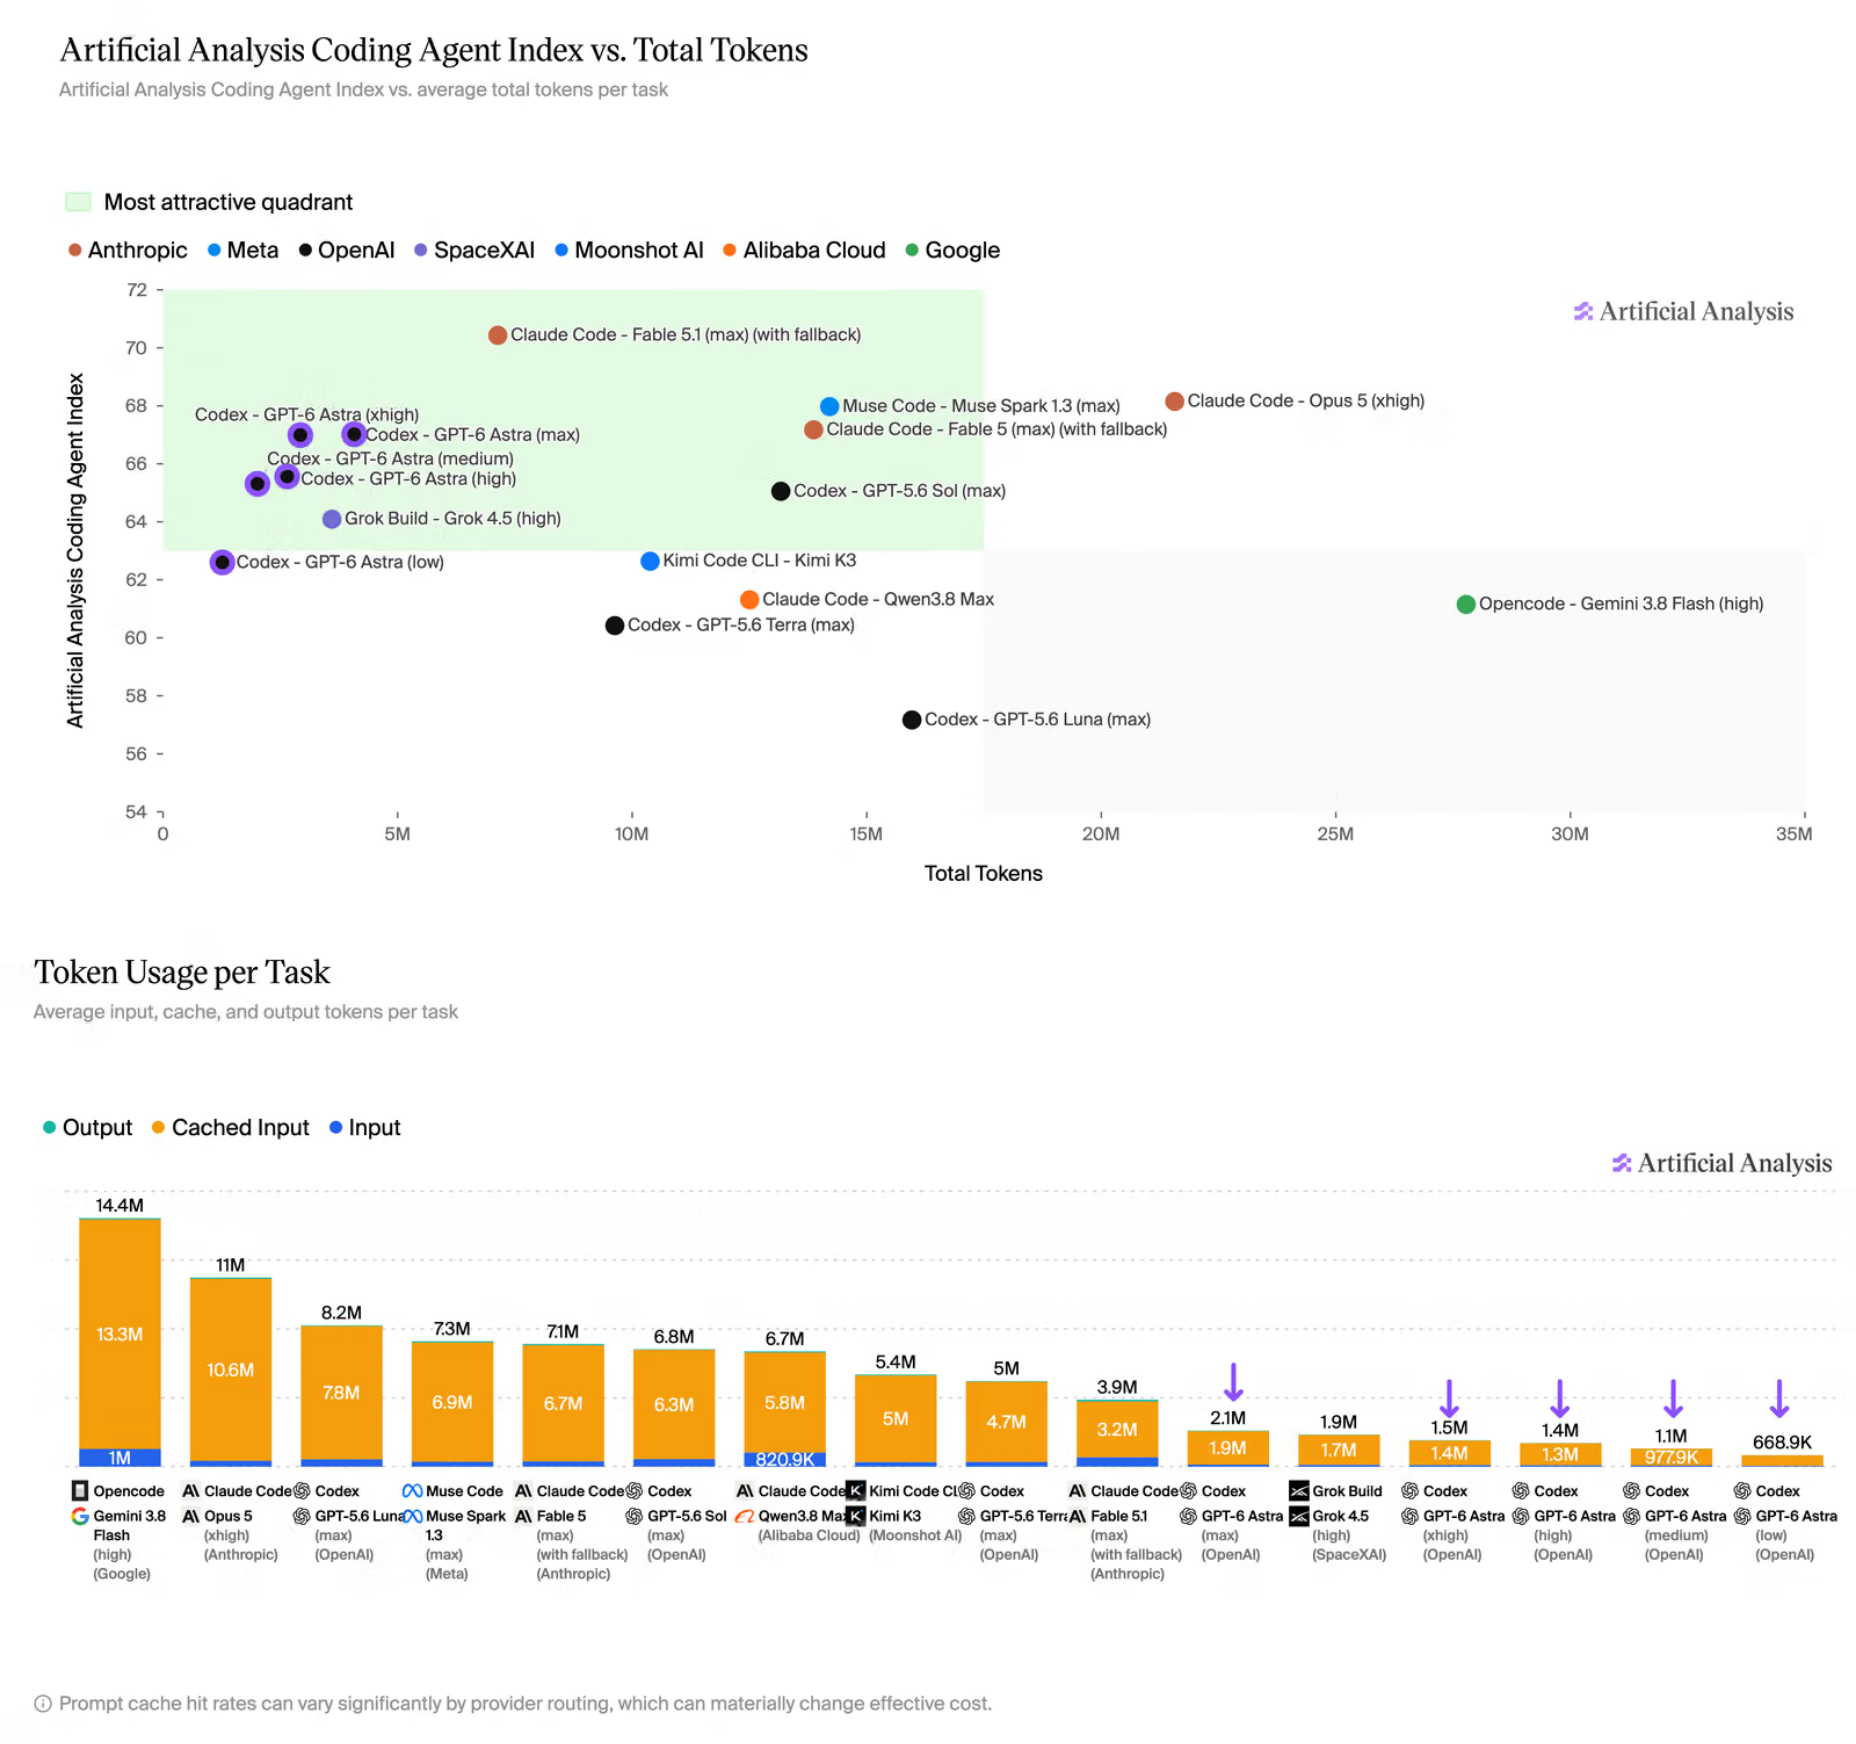 Artificial Analysis Coding Agent Index vs. Total Tokens
Artificial Analysis Coding Agent Index vs. average total tokens per task
Most attractive quadrant
Anthropic Meta OpenAI SpaceXAI Moonshot AI Alibaba Cloud Google
Artificial Analysis
Artificial Analysis Coding Agent Index
72
70
68
66
64
62
60
58
56
54
Claude Code - Fable 5.1 (max) (with fallback)
Claude Code - Opus 5 (xhigh)
Muse Code - Muse Spark 1.3 (max)
Codex - GPT-6 Astra (xhigh)
Claude Code - Fable 5 (max) (with fallback)
Codex - GPT-6 Astra (max)
Codex - GPT-6 Astra (medium)
Codex - GPT-6 Astra (high)
Codex - GPT-5.6 Sol (max)
Grok Build - Grok 4.5 (high)
Kimi Code CLI - Kimi K3
Codex - GPT-6 Astra (low)
Claude Code - Qwen3.8 Max
Opencode - Gemini 3.8 Flash (high)
Codex - GPT-5.6 Terra (max)
Codex - GPT-5.6 Luna (max)
0 5M 10M 15M 20M 25M 30M 35M
Total Tokens
Token Usage per Task
Average input, cache, and output tokens per task
Output Cached Input Input
Artificial Analysis
14.4M
13.3M
1M
Opencode
Gemini 3.8
Flash
(high)
(Google)
11M
10.6M
Claude Code
Opus 5
(xhigh)
(Anthropic)
8.2M
7.8M
Codex
GPT-5.6 Luna
(max)
(OpenAI)
7.3M
6.9M
Muse Code
Muse Spark
1.3
(max)
(Meta)
7.1M
6.7M
Claude Code
Fable 5
(max)
(with fallback)
(Anthropic)
6.8M
6.3M
Codex
GPT-5.6 Sol
(max)
(OpenAI)
6.7M
5.8M
820.9K
Claude Code
Qwen3.8 Max
(Alibaba Cloud)
5.4M
5M
Kimi Code CL
Kimi K3
(Moonshot AI)
5M
4.7M
Codex
GPT-5.6 Terra
(max)
(OpenAI)
3.9M
3.2M
Claude Code
Fable 5.1
(max)
(with fallback)
(Anthropic)
2.1M
1.9M
Codex
GPT-6 Astra
(max)
(OpenAI)
1.9M
1.7M
Grok Build
Grok 4.5
(high)
(SpaceXAI)
1.5M
1.4M
Codex
GPT-6 Astra
(xhigh)
(OpenAI)
1.4M
1.3M
Codex
GPT-6 Astra
(high)
(OpenAI)
1.1M
977.9K
Codex
GPT-6 Astra
(medium)
(OpenAI)
668.9K
Codex
GPT-6 Astra
(low)
(OpenAI)
Prompt cache hit rates can vary significantly by provider routing, which can materially change effective cost.